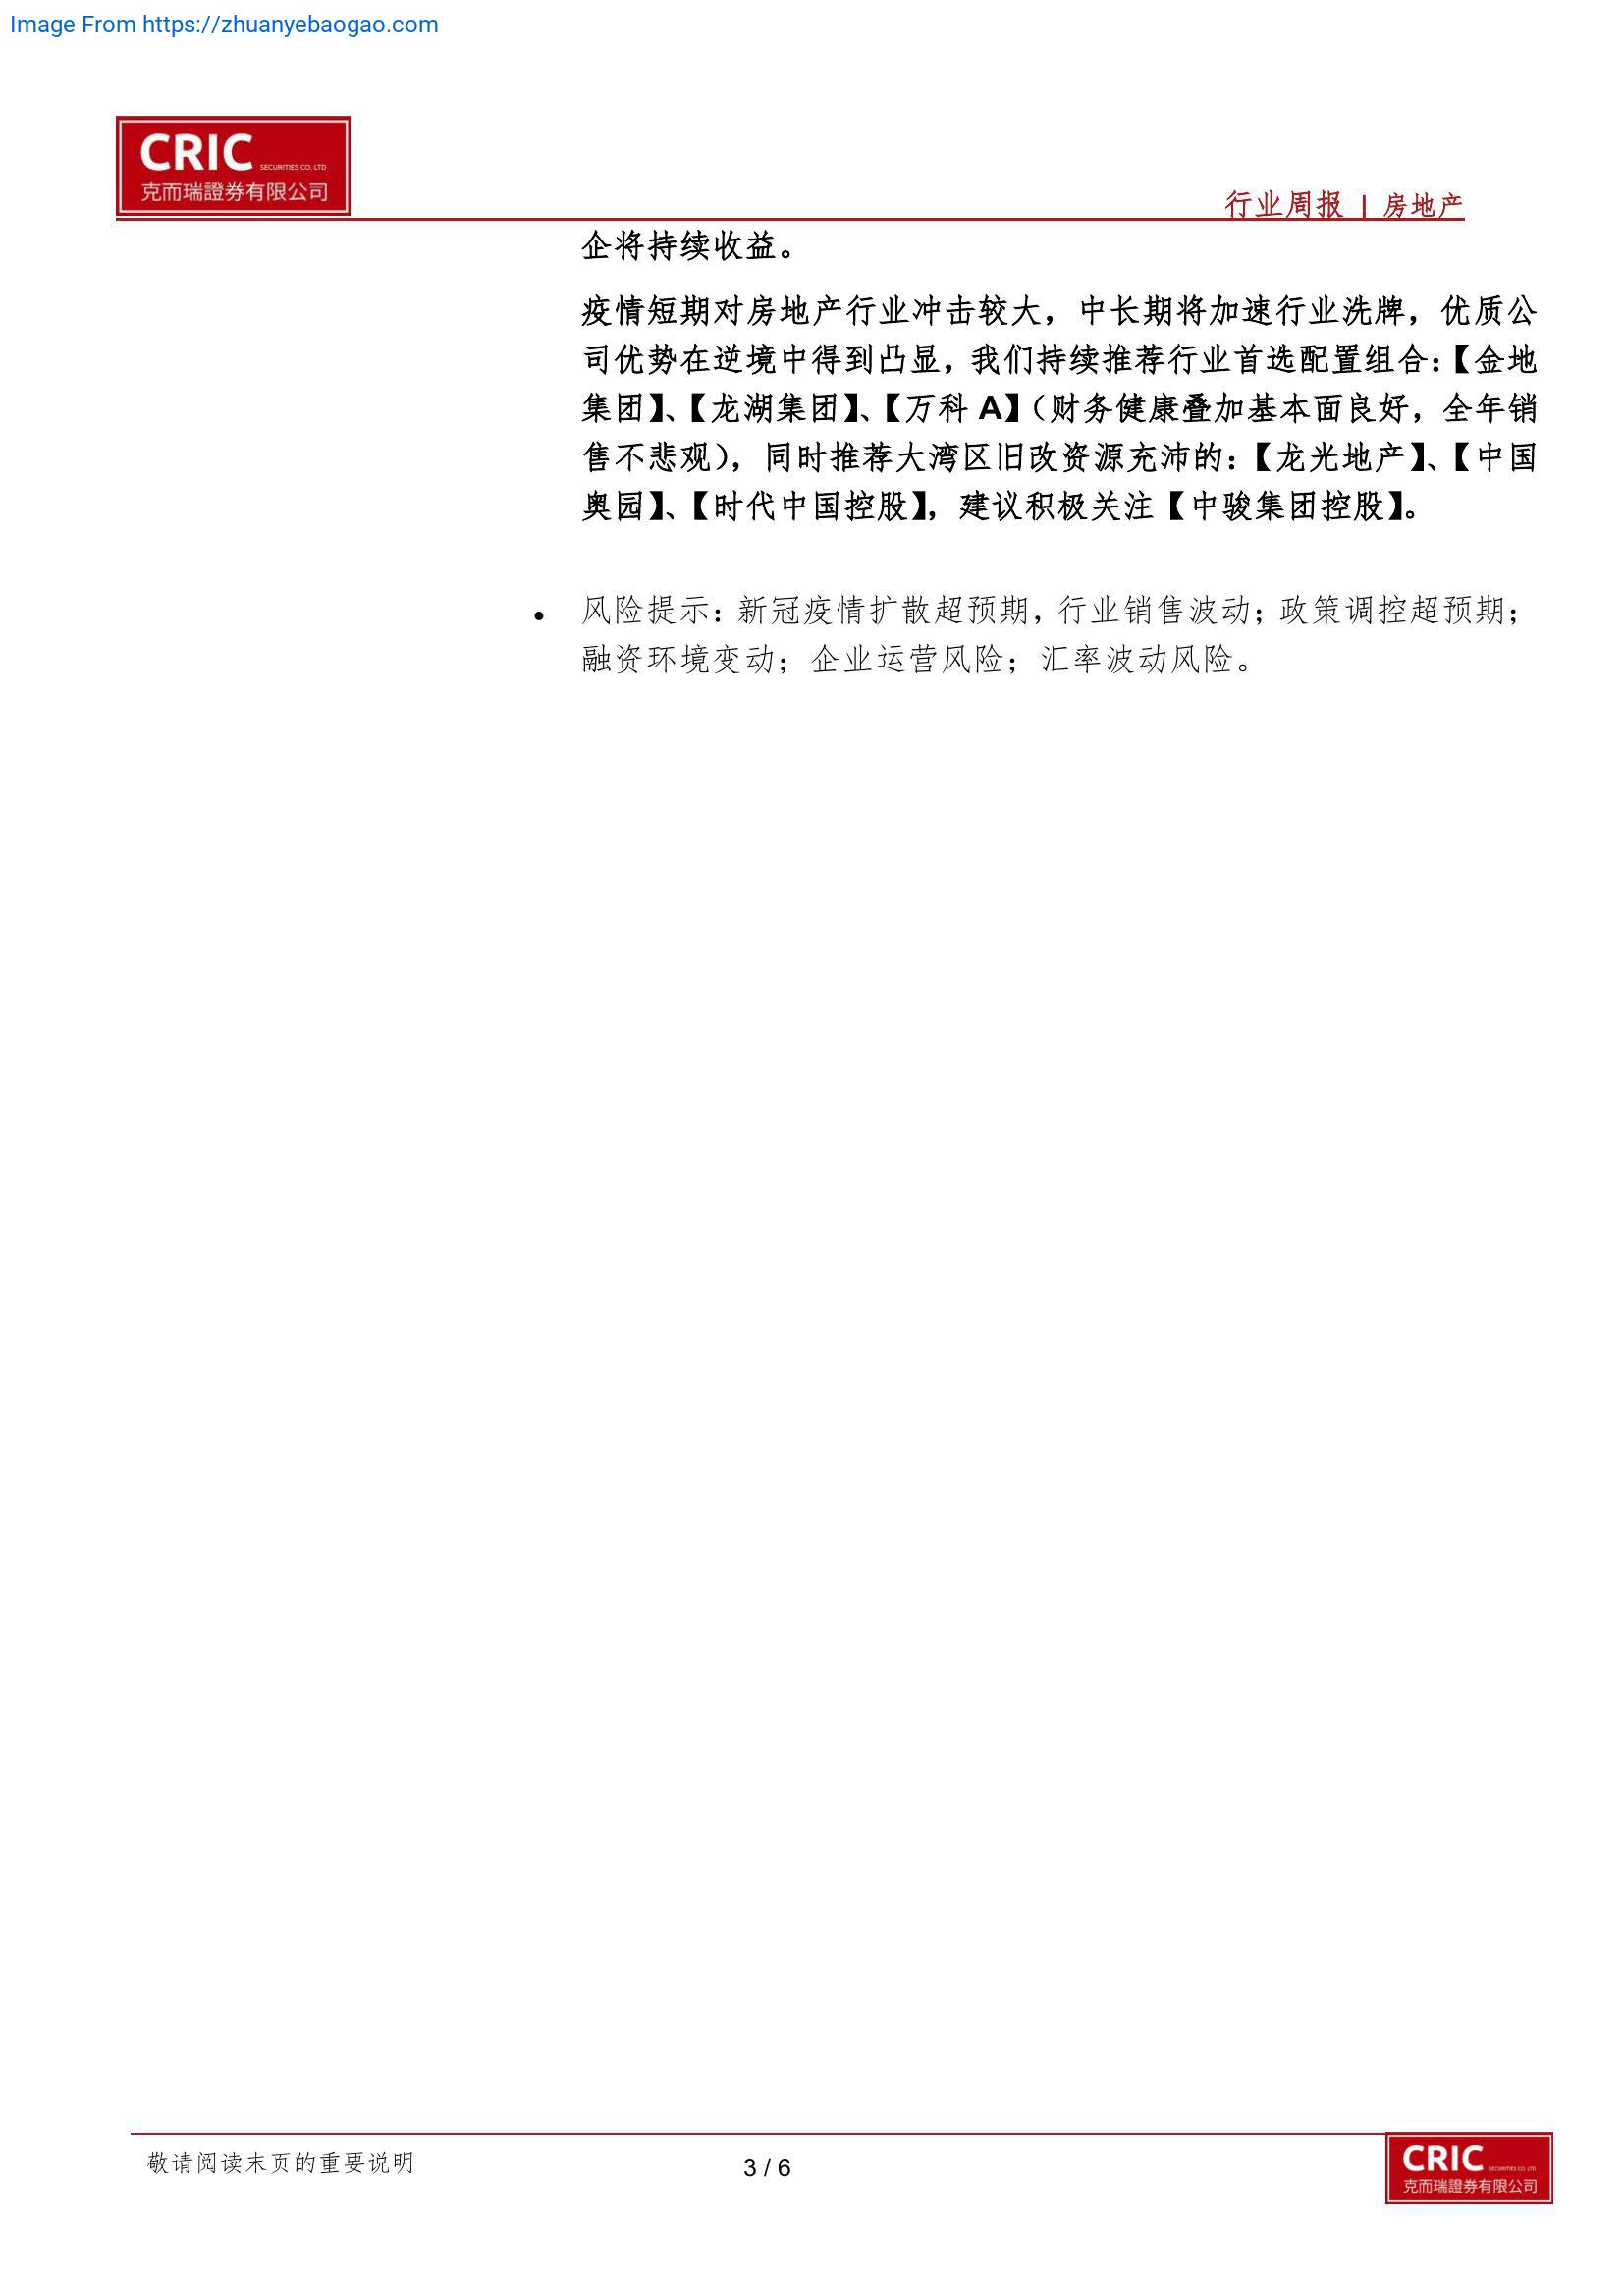 Image From https://zhuanyebaogao.com
CRIC SECURITIES CO. LTD
克而瑞證券有限公司
行业周报 | 房地产
企将持续收益。
疫情短期对房地产行业冲击较大，中长期将加速行业洗牌，优质公
司优势在逆境中得到凸显，我们持续推荐行业首选配置组合：【金地
集团】、【龙湖集团】、【万科 A】（财务健康叠加基本面良好，全年销
售不悲观），同时推荐大湾区旧改资源充沛的：【龙光地产】、【中国
奥园】、【时代中国控股】，建议积极关注【中骏集团控股】。
• 风险提示：新冠疫情扩散超预期，行业销售波动；政策调控超预期；
融资环境变动；企业运营风险；汇率波动风险。
敬请阅读末页的重要说明
3 / 6
CRIC SECURITIES CO. LTD
克而瑞證券有限公司